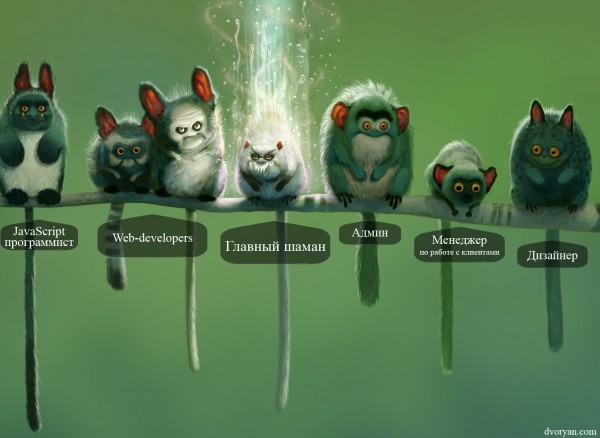 JavaScript
программист
Web-developers
Главный шаман
Админ
Менеджер
по работе с клиентами
Дизайнер
dvoryan.com